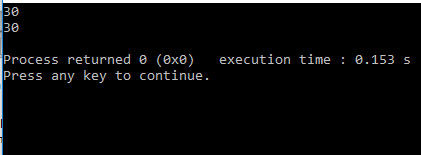 30
30
Process returned 0 (0x0)   execution time : 0.153 s
Press any key to continue.